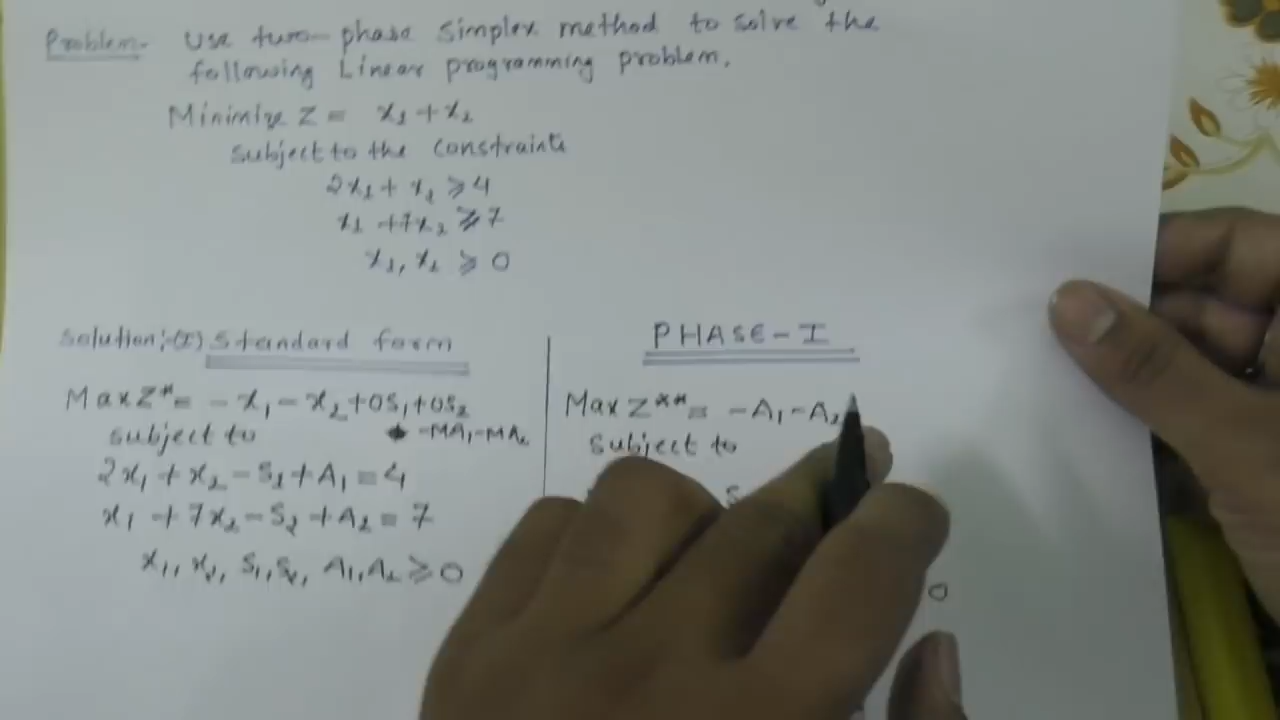 Problem- Use two-phase simplex method to solve the
following Linear programming problem.
Minimize Z = x₁ + x₂
subject to the constraints
2x₁ + x₂ ≥ 4
x₁ + 7x₂ ≥ 7
x₁, x₂ ≥ 0
Solution:-(I) Standard form
Max Z* = - x₁ - x₂ + 0S₁ + 0S₂
- MA₁ - MA₂
subject to
2x₁ + x₂ - S₁ + A₁ = 4
x₁ + 7x₂ - S₂ + A₂ = 7
x₁, x₂, S₁, S₂, A₁, A₂ ≥ 0
PHASE-I
Max Z** = - A₁ - A₂
subject to
S
0